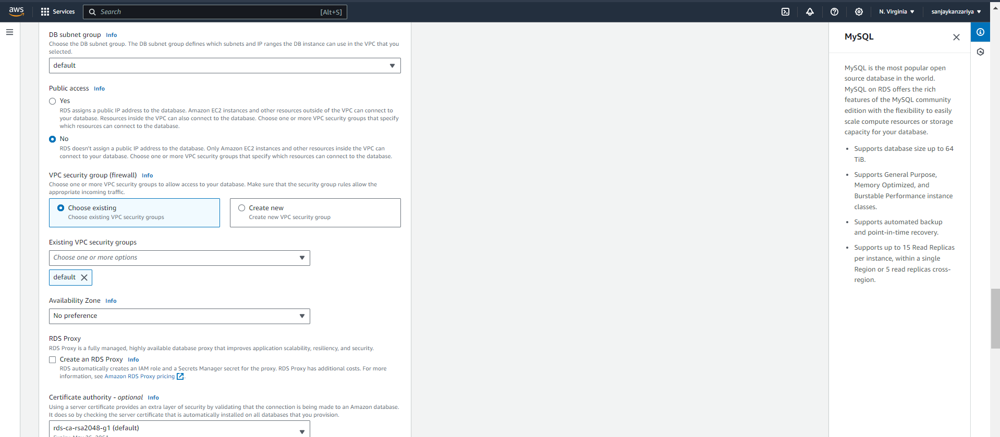 aws
Services
Search
[Alt+S]
N. Virginia
sanjaykanzariya
DB subnet group Info
Choose the DB subnet group. The DB subnet group defines which subnets and IP ranges the DB instance can use in the VPC that you
selected.
default
Public access Info
Yes
RDS assigns a public IP address to the database. Amazon EC2 instances and other resources outside of the VPC can connect to
your database. Resources inside the VPC can also connect to the database. Choose one or more VPC security groups that specify
which resources can connect to the database.
No
RDS doesn't assign a public IP address to the database. Only Amazon EC2 instances and other resources inside the VPC can
connect to your database. Choose one or more VPC security groups that specify which resources can connect to the database.
VPC security group (firewall) Info
Choose one or more VPC security groups to allow access to your database. Make sure that the security group rules allow the
appropriate incoming traffic.
Choose existing
Choose existing VPC security groups
Create new
Create new VPC security group
Existing VPC security groups
Choose one or more options
default
Availability Zone Info
No preference
RDS Proxy
RDS Proxy is a fully managed, highly available database proxy that improves application scalability, resiliency, and security.
Create an RDS Proxy Info
RDS automatically creates an IAM role and a Secrets Manager secret for the proxy. RDS Proxy has additional costs. For more
information, see Amazon RDS Proxy pricing.
Certificate authority - optional Info
Using a server certificate provides an extra layer of security by validating that the connection is being made to an Amazon database.
It does so by checking the server certificate that is automatically installed on all databases that you provision.
rds-ca-rsa2048-g1 (default)
Expiry: May 26, 2061
MySQL
MySQL is the most popular open
source database in the world.
MySQL on RDS offers the rich
features of the MySQL community
edition with the flexibility to easily
scale compute resources or storage
capacity for your database.
• Supports database size up to 64
TiB.
• Supports General Purpose,
Memory Optimized, and
Burstable Performance instance
classes.
• Supports automated backup
and point-in-time recovery.
• Supports up to 15 Read Replicas
per instance, within a single
Region or 5 read replicas cross-
region.